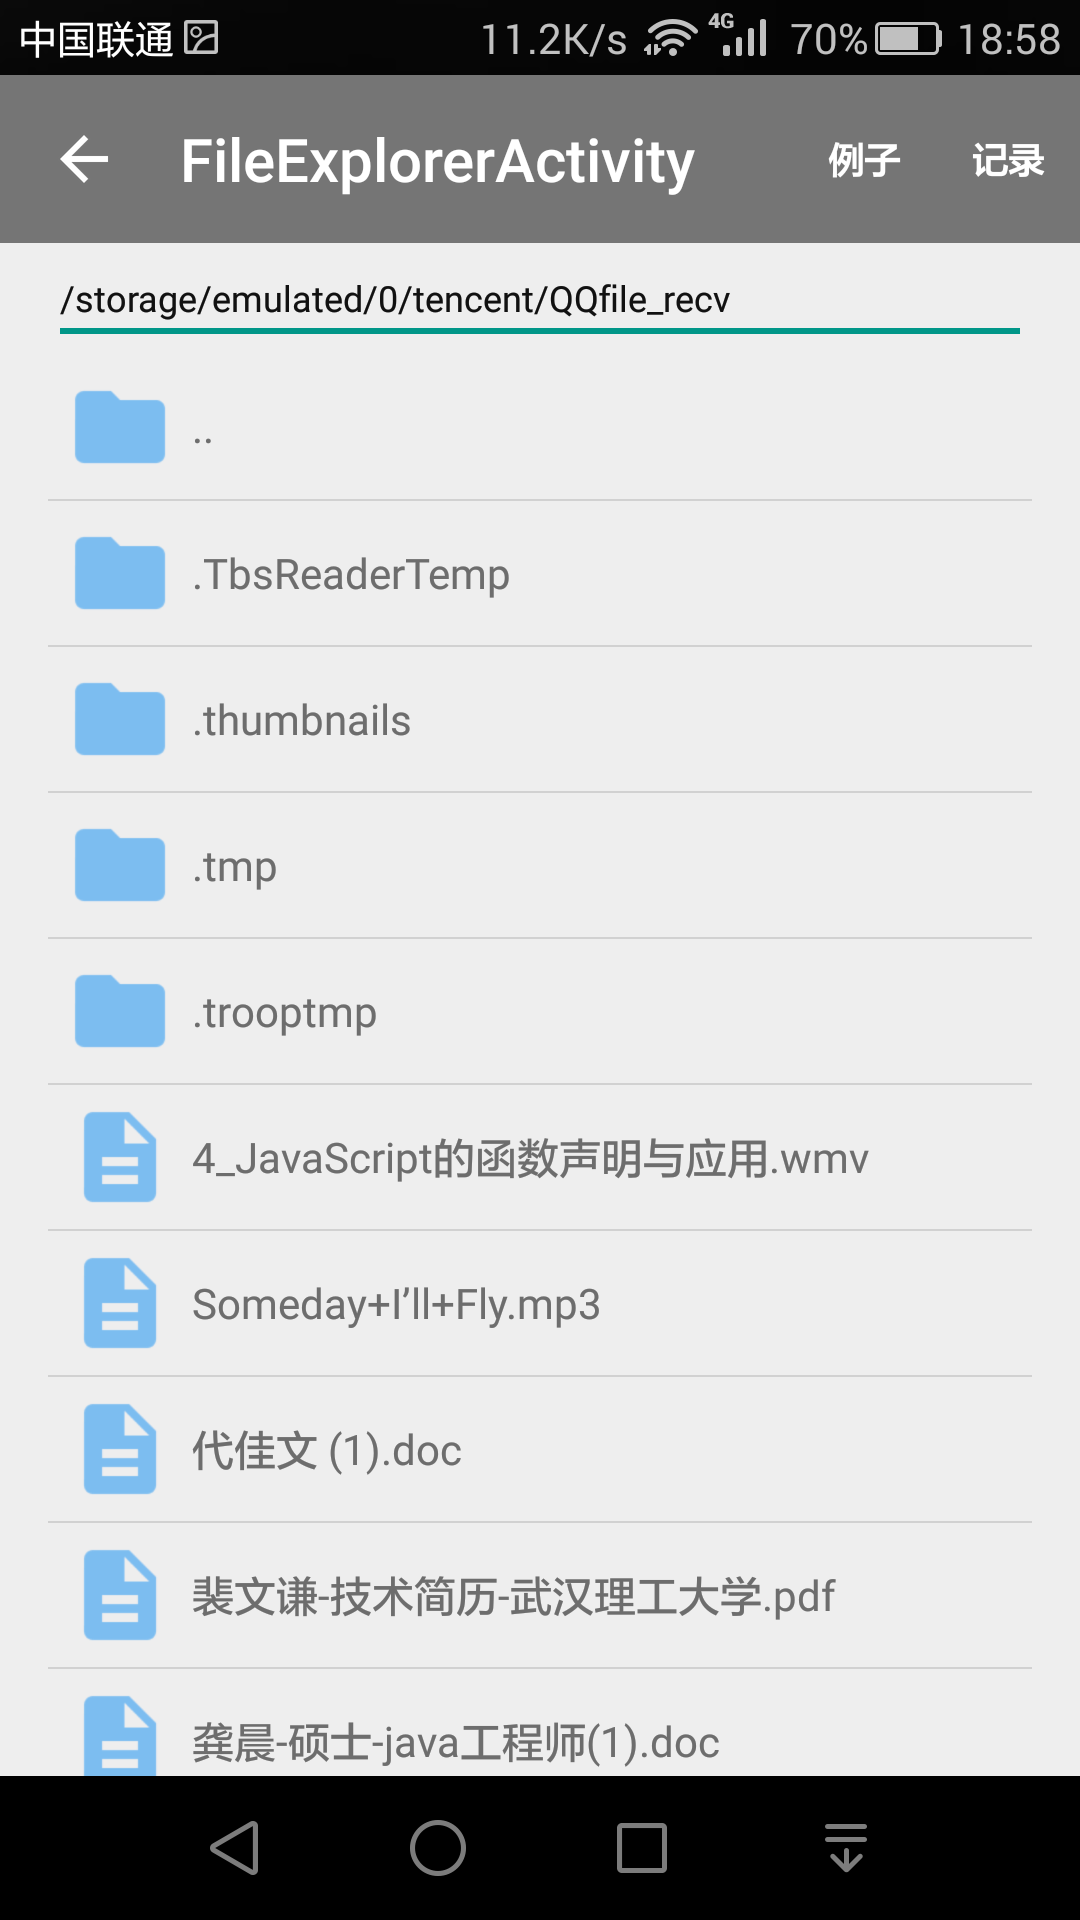 中国联通 11.2K/s 4G 70% 18:58
FileExplorerActivity 例子 记录
/storage/emulated/0/tencent/QQfile_recv
..
.TbsReaderTemp
.thumbnails
.tmp
.trooptmp
4_JavaScript的函数声明与应用.wmv
Someday+I’ll+Fly.mp3
代佳文 (1).doc
裴文谦-技术简历-武汉理工大学.pdf
龚晨-硕士-java工程师(1).doc